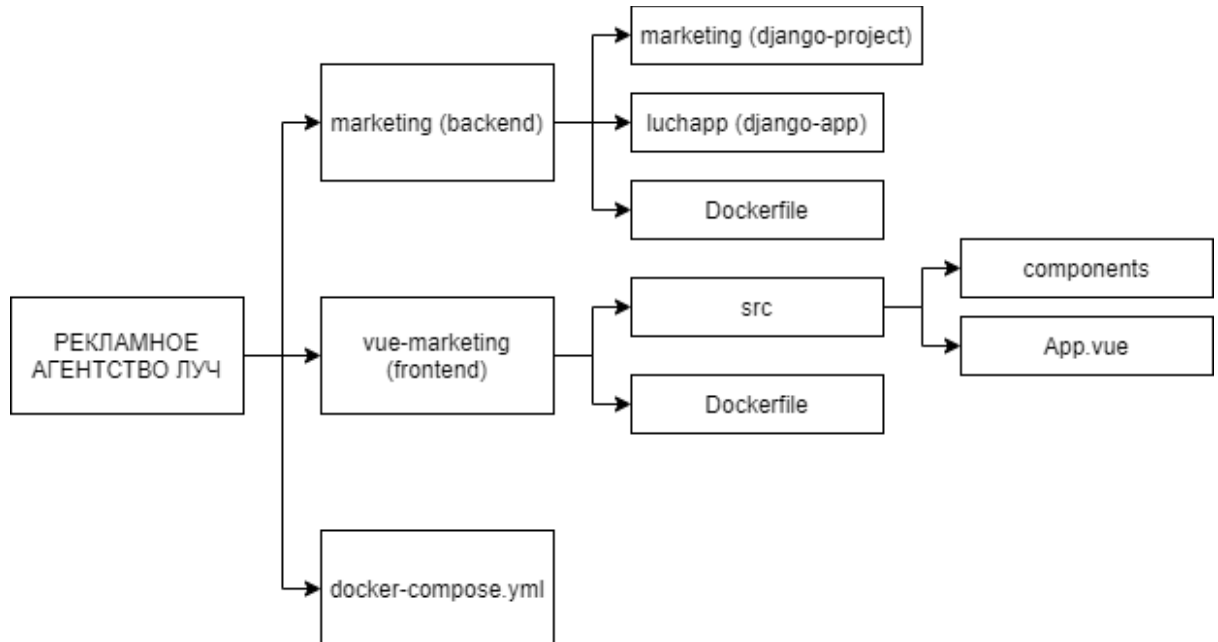 marketing (django-project)
marketing (backend)
luchapp (django-app)
Dockerfile
components
src
РЕКЛАМНОЕ
АГЕНТСТВО ЛУЧ
vue-marketing
(frontend)
App.vue
Dockerfile
docker-compose.yml